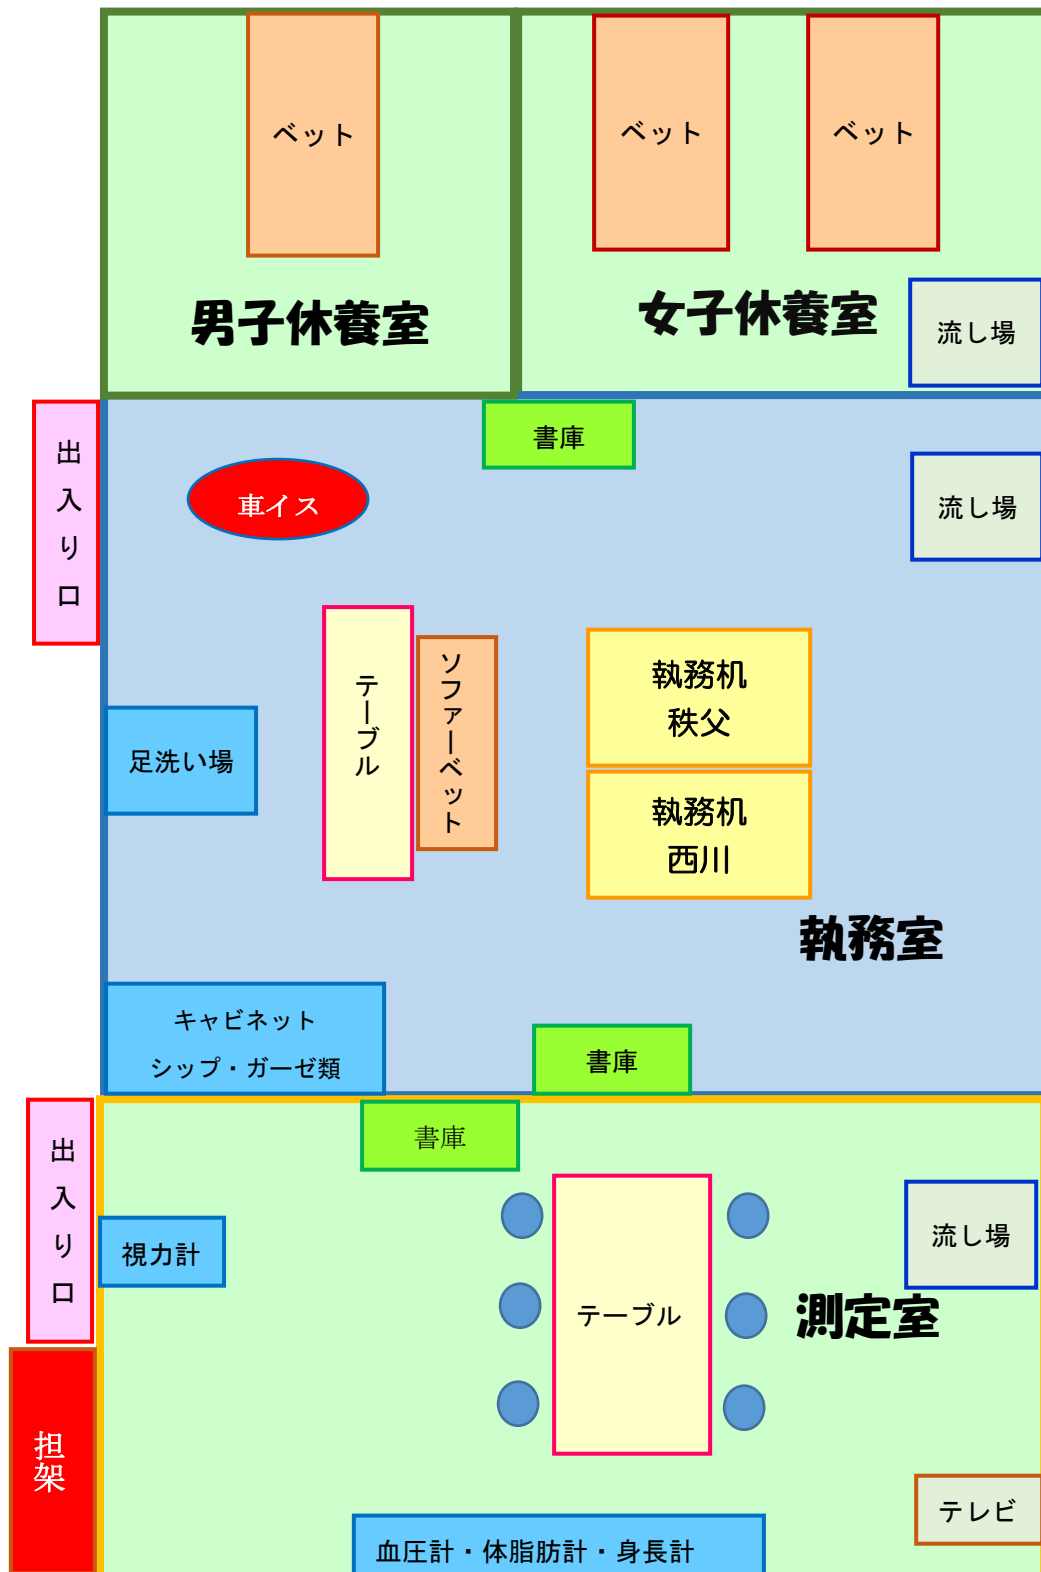 ベット
ベット
ベット
男子休養室
女子休養室
流し場
出入り口
書庫
車イス
流し場
テーブル
ソファーベット
執務机
秩父
足洗い場
執務机
西川
執務室
キャビネット
シップ・ガーゼ類
書庫
出入り口
書庫
視力計
流し場
テーブル
測定室
担架
テレビ
血圧計・体脂肪計・身長計